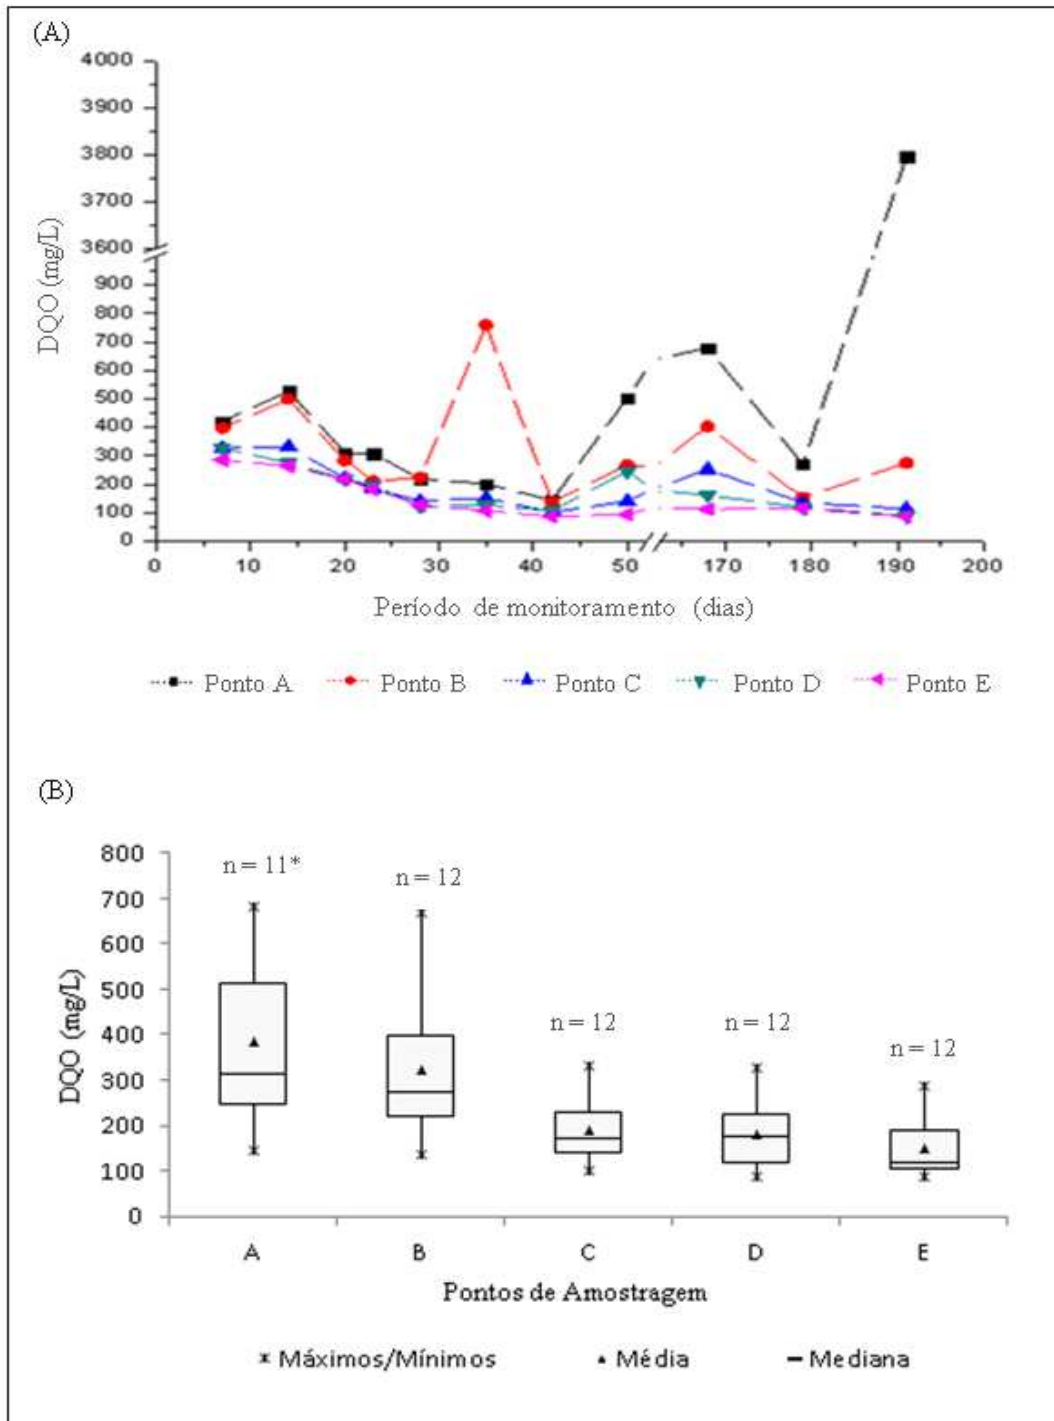 (A)
4000
3900
3800
3700
3600
900
800
700
600
500
400
300
200
100
0
DQO (mg/L)
0 10 20 30 40 50 170 180 190 200
Período de monitoramento (dias)
Ponto A Ponto B Ponto C Ponto D Ponto E
(B)
800
700
600
500
400
300
200
100
0
DQO (mg/L)
n = 11*
n = 12
n = 12
n = 12
n = 12
A B C D E
Pontos de Amostragem
Máximos/Mínimos Média Mediana